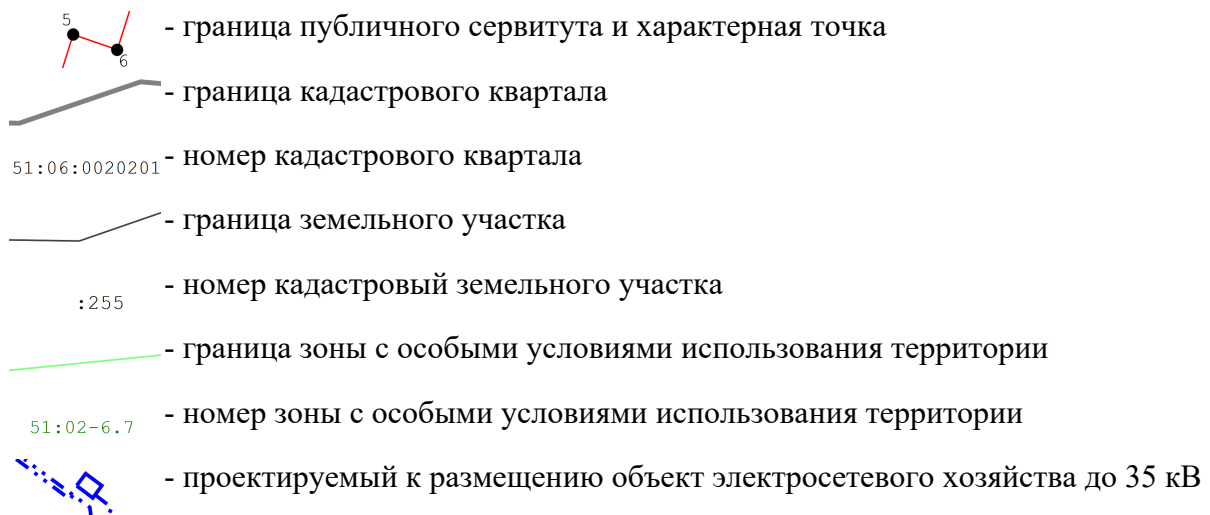 5
6
- граница публичного сервитута и характерная точка
- граница кадастрового квартала
51:06:0020201 - номер кадастрового квартала
- граница земельного участка
:255 - номер кадастровый земельного участка
- граница зоны с особыми условиями использования территории
51:02-6.7 - номер зоны с особыми условиями использования территории
- проектируемый к размещению объект электросетевого хозяйства до 35 кВ